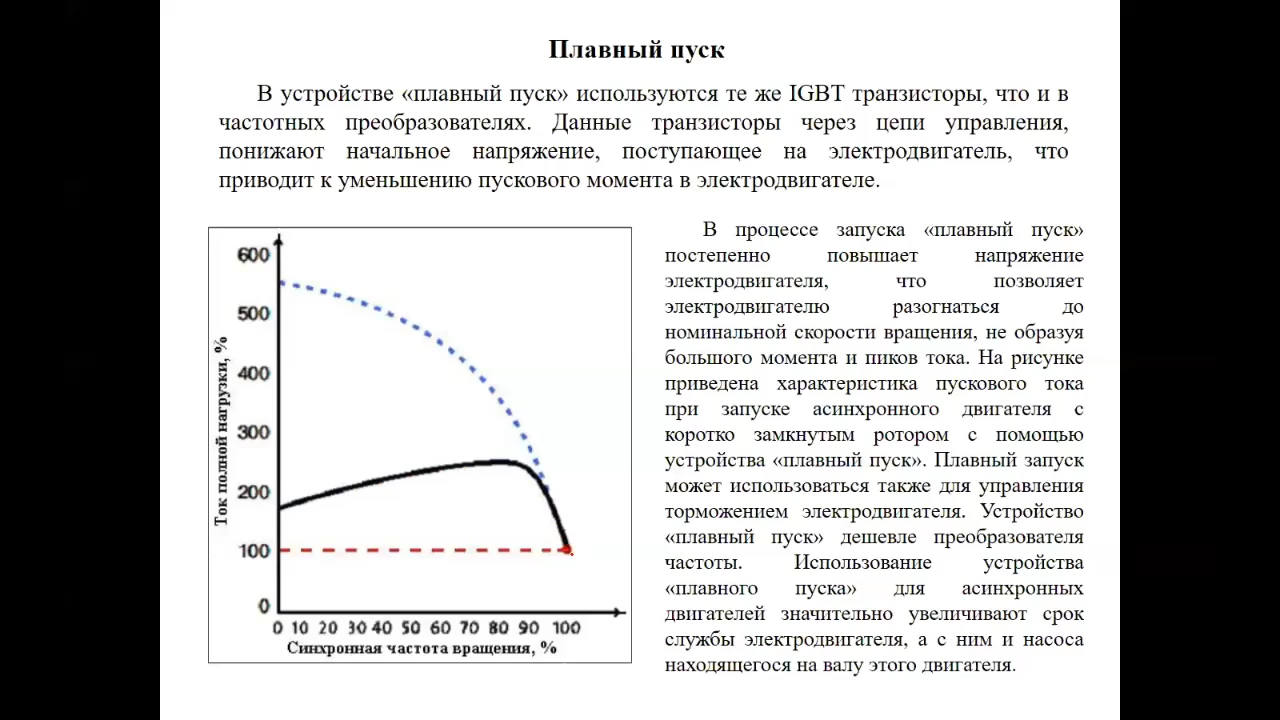 Плавный пуск
В устройстве «плавный пуск» используются те же IGBT транзисторы, что и в
частотных преобразователях. Данные транзисторы через цепи управления,
понижают начальное напряжение, поступающее на электродвигатель, что
приводит к уменьшению пускового момента в электродвигателе.
600
500
400
300
200
100
0
Ток полной нагрузки, %
0 10 20 30 40 50 60 70 80 90 100
Синхронная частота вращения, %
В процессе запуска «плавный пуск»
постепенно повышает напряжение
электродвигателя, что позволяет
электродвигателю разогнаться до
номинальной скорости вращения, не образуя
большого момента и пиков тока. На рисунке
приведена характеристика пускового тока
при запуске асинхронного двигателя с
коротко замкнутым ротором с помощью
устройства «плавный пуск». Плавный запуск
может использоваться также для управления
торможением электродвигателя. Устройство
«плавный пуск» дешевле преобразователя
частоты. Использование устройства
«плавного пуска» для асинхронных
двигателей значительно увеличивают срок
службы электродвигателя, а с ним и насоса
находящегося на валу этого двигателя.